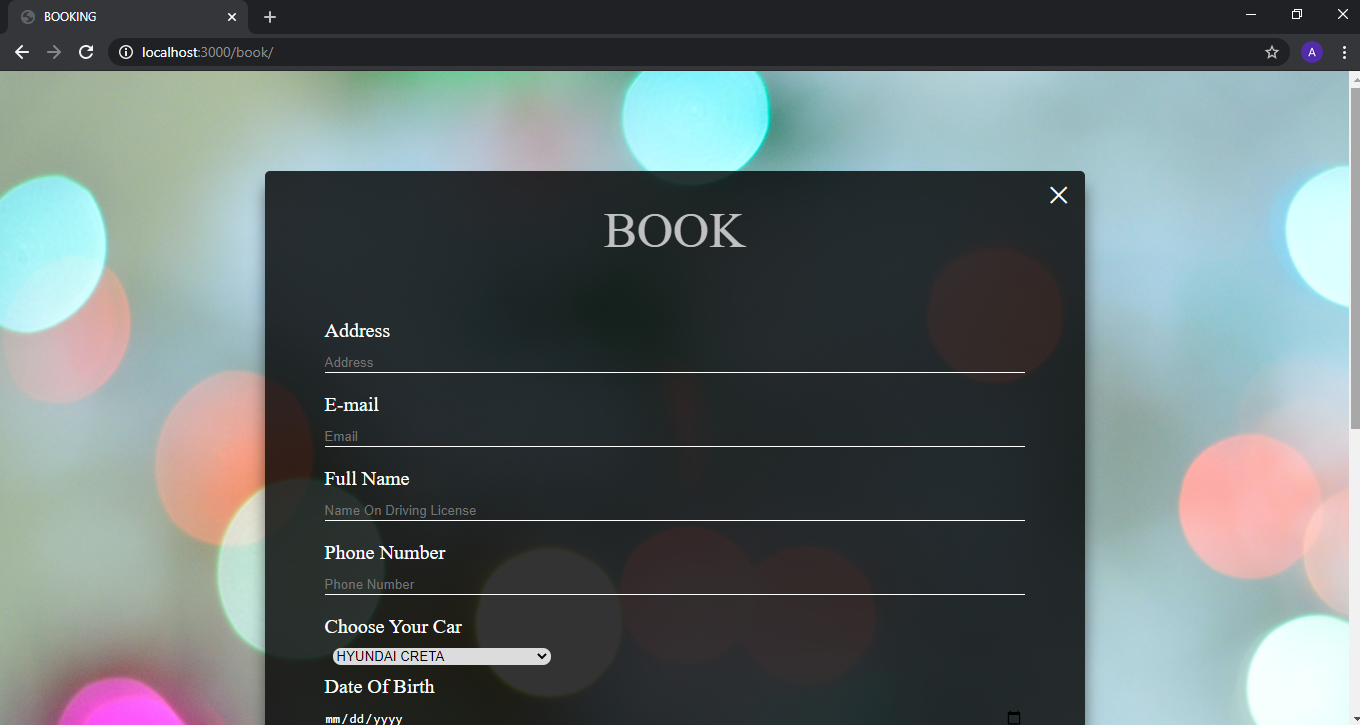 BOOKING
localhost:3000/book/
A
BOOK
Address
Address
E-mail
Email
Full Name
Name On Driving License
Phone Number
Phone Number
Choose Your Car
HYUNDAI CRETA
Date Of Birth
mm/dd/yyyy